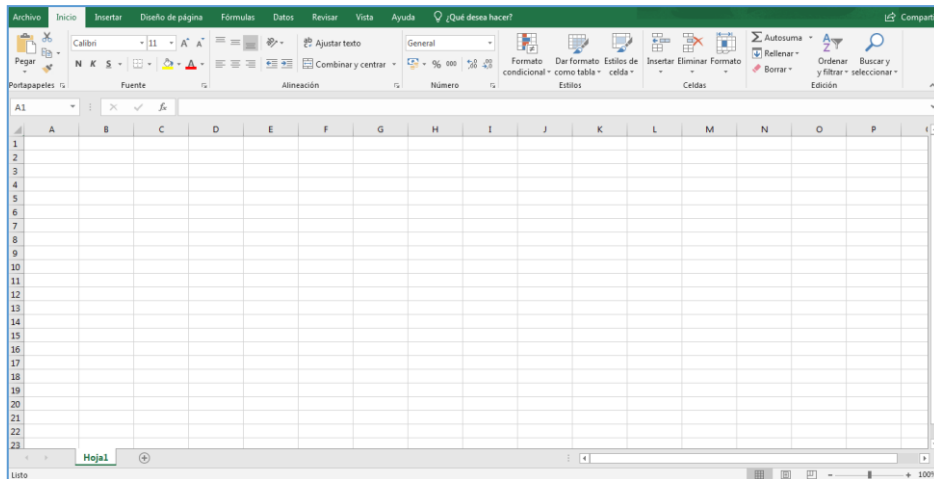 Archivo Inicio Insertar Diseño de página Fórmulas Datos Revisar Vista Ayuda ¿Qué desea hacer? Comparti
Pegar
Portapapeles
Calibri 11 A A
N K S A
Fuente
Ajustar texto
Combinar y centrar
Alineación
General
% 000
Número
Formato condicional
Dar formato como tabla
Estilos de celda
Estilos
Insertar Eliminar Formato
Celdas
Autosuma
Rellenar
Borrar
Ordenar y filtrar
Buscar y seleccionar
Edición
A1 fx
A B C D E F G H I J K L M N O P
1
2
3
4
5
6
7
8
9
10
11
12
13
14
15
16
17
18
19
20
21
22
23
Hoja1
Listo 100%